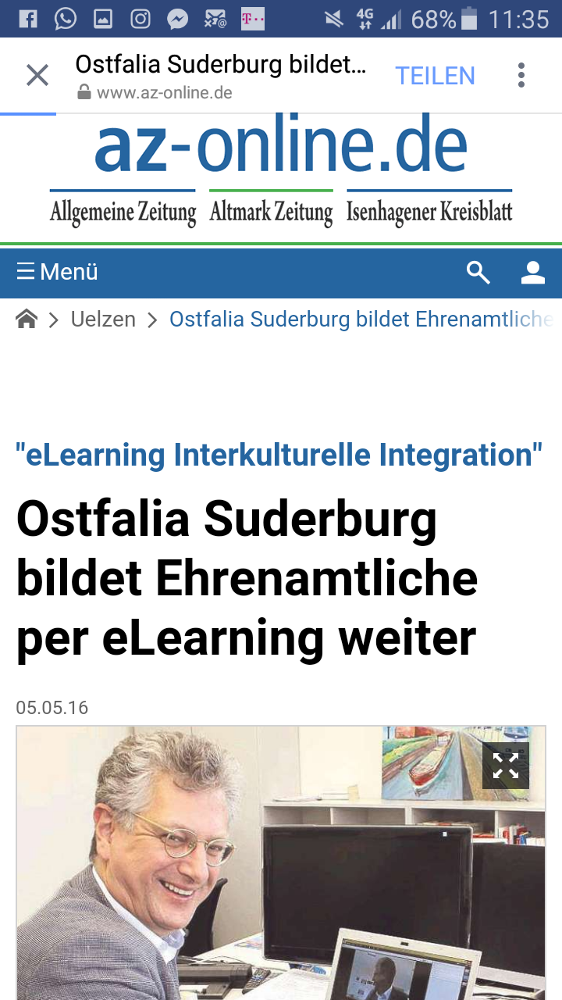 4G 68% 11:35
Ostfalia Suderburg bildet...
www.az-online.de
TEILEN
az-online.de
Allgemeine Zeitung Altmark Zeitung Isenhagener Kreisblatt
Menü
Uelzen Ostfalia Suderburg bildet Ehrenamtliche
"eLearning Interkulturelle Integration"
Ostfalia Suderburg
bildet Ehrenamtliche
per eLearning weiter
05.05.16